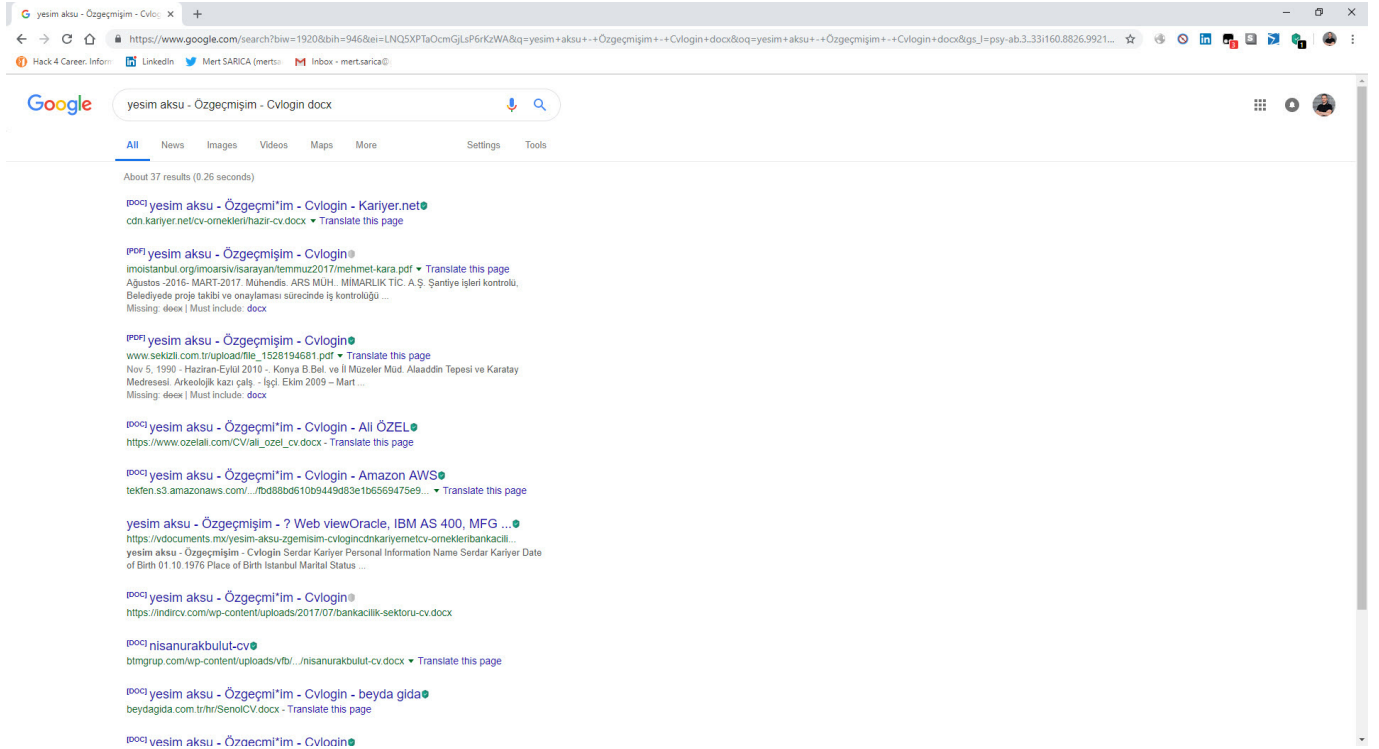 yesim aksu - Özgeçmişim - Cvlog
https://www.google.com/search?biw=1920&bih=946&ei=LNQ5XPTaOcmGjLsP6rKzWA&q=yesim+aksu+-+Özgeçmişim+-+Cvlogin+docx&oq=yesim+aksu+-+Özgeçmişim+-+Cvlogin+docx&gs_l=psy-ab.3..33i160.8826.9921...
Hack 4 Career. Inform LinkedIn Mert SARICA (mertsa Inbox - mert.sarica@
Google yesim aksu - Özgeçmişim - Cvlogin docx
All News Images Videos Maps More Settings Tools
About 37 results (0.26 seconds)
[DOC] yesim aksu - Özgeçmi*im - Cvlogin - Kariyer.net
cdn.kariyer.net/cv-ornekleri/hazir-cv.docx ▼ Translate this page
[PDF] yesim aksu - Özgeçmişim - Cvlogin
imoistanbul.org/imoarsiv/isarayan/temmuz2017/mehmet-kara.pdf ▼ Translate this page
Ağustos -2016- MART-2017. Mühendis. ARS MÜH.. MİMARLIK TİC. A.Ş. Şantiye işleri kontrolü,
Belediyede proje takibi ve onaylaması sürecinde iş kontrolüğü ...
Missing: docx | Must include: docx
[PDF] yesim aksu - Özgeçmişim - Cvlogin
www.sekizli.com.tr/upload/file_1528194681.pdf ▼ Translate this page
Nov 5, 1990 - Haziran-Eylül 2010 -. Konya B.Bel. ve İl Müzeler Müd. Alaaddin Tepesi ve Karatay
Medresesi. Arkeolojik kazı çalş. - İşçi. Ekim 2009 – Mart ...
Missing: docx | Must include: docx
[DOC] yesim aksu - Özgeçmi*im - Cvlogin - Ali ÖZEL
https://www.ozelali.com/CV/ali_ozel_cv.docx - Translate this page
[DOC] yesim aksu - Özgeçmi*im - Cvlogin - Amazon AWS
tekfen.s3.amazonaws.com/.../fbd88bd610b9449d83e1b6569475e9... ▼ Translate this page
yesim aksu - Özgeçmişim - ? Web viewOracle, IBM AS 400, MFG ...
https://vdocuments.mx/yesim-aksu-zgemisim-cvlogincdnkariyernetcv-ornekleribankacili...
yesim aksu - Özgeçmişim - Cvlogin Serdar Kariyer Personal Information Name Serdar Kariyer Date
of Birth 01.10.1976 Place of Birth Istanbul Marital Status ...
[DOC] yesim aksu - Özgeçmi*im - Cvlogin
https://indircv.com/wp-content/uploads/2017/07/bankacilik-sektoru-cv.docx
[DOC] nisanurakbulut-cv
btmgrup.com/wp-content/uploads/vfb/.../nisanurakbulut-cv.docx ▼ Translate this page
[DOC] yesim aksu - Özgeçmi*im - Cvlogin - beyda gida
beydagida.com.tr/hr/SenolCV.docx - Translate this page
[DOC] yesim aksu - Özgeçmi*im - Cvlogin